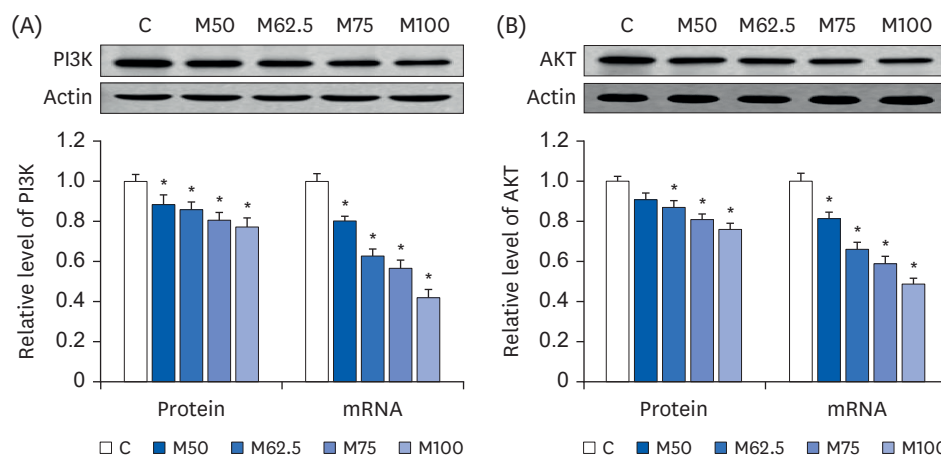 (A) C M50 M62.5 M75 M100
PI3K
Actin
Relative level of PI3K
1.2
1.0
0.8
0.6
0.4
0.2
0
* * * *
* * * *
Protein mRNA
C M50 M62.5 M75 M100
(B) C M50 M62.5 M75 M100
AKT
Actin
Relative level of AKT
1.2
1.0
0.8
0.6
0.4
0.2
0
* * *
* * * *
Protein mRNA
C M50 M62.5 M75 M100